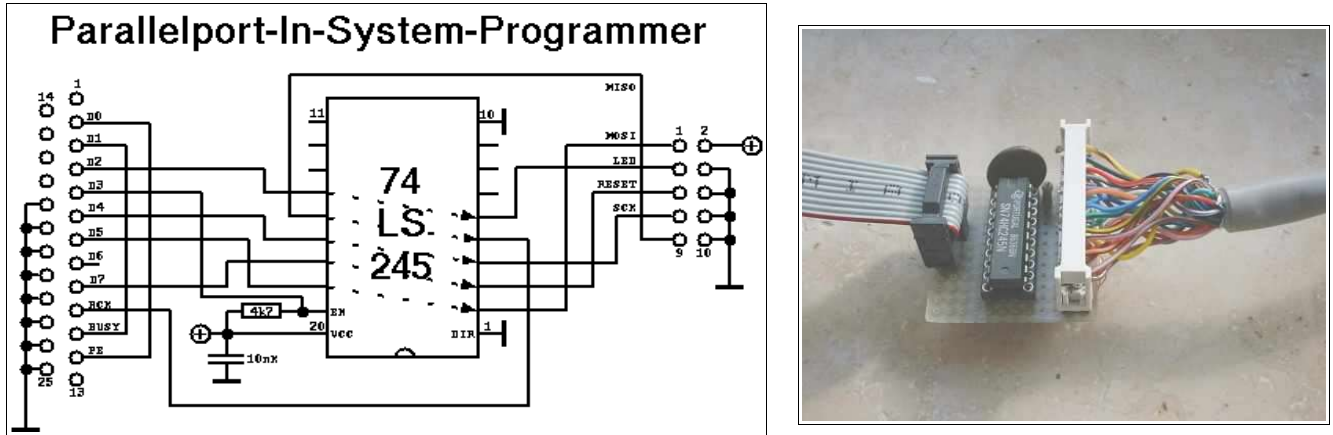 Parallelport-In-System-Programmer
MISO
1
14
11
10
D0
D1
MOSI
1 2
D2
LED
D3
RESET
D4
SCK
D5
9 10
D6
D7
74
LS
245
ACK
4k7
EN
BUSY
20
VCC
DIR
1
PE
10nX
25
13
SN74HC245N